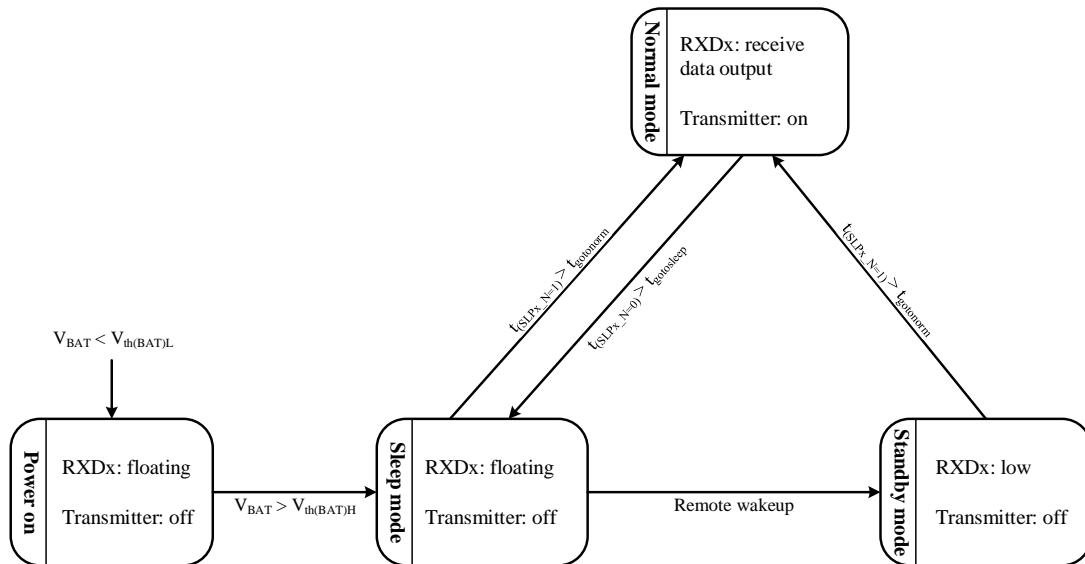 Normal mode
RXDx: receive
data output
Transmitter: on
t(SLPx_N=1) > tgotonorm
t(SLPx_N=0) > tgotosleep
t(SLPx_N=1) > tgotonorm
VBAT < Vth(BAT)L
Power on
RXDx: floating
Transmitter: off
VBAT > Vth(BAT)H
Sleep mode
RXDx: floating
Transmitter: off
Remote wakeup
Standby mode
RXDx: low
Transmitter: off